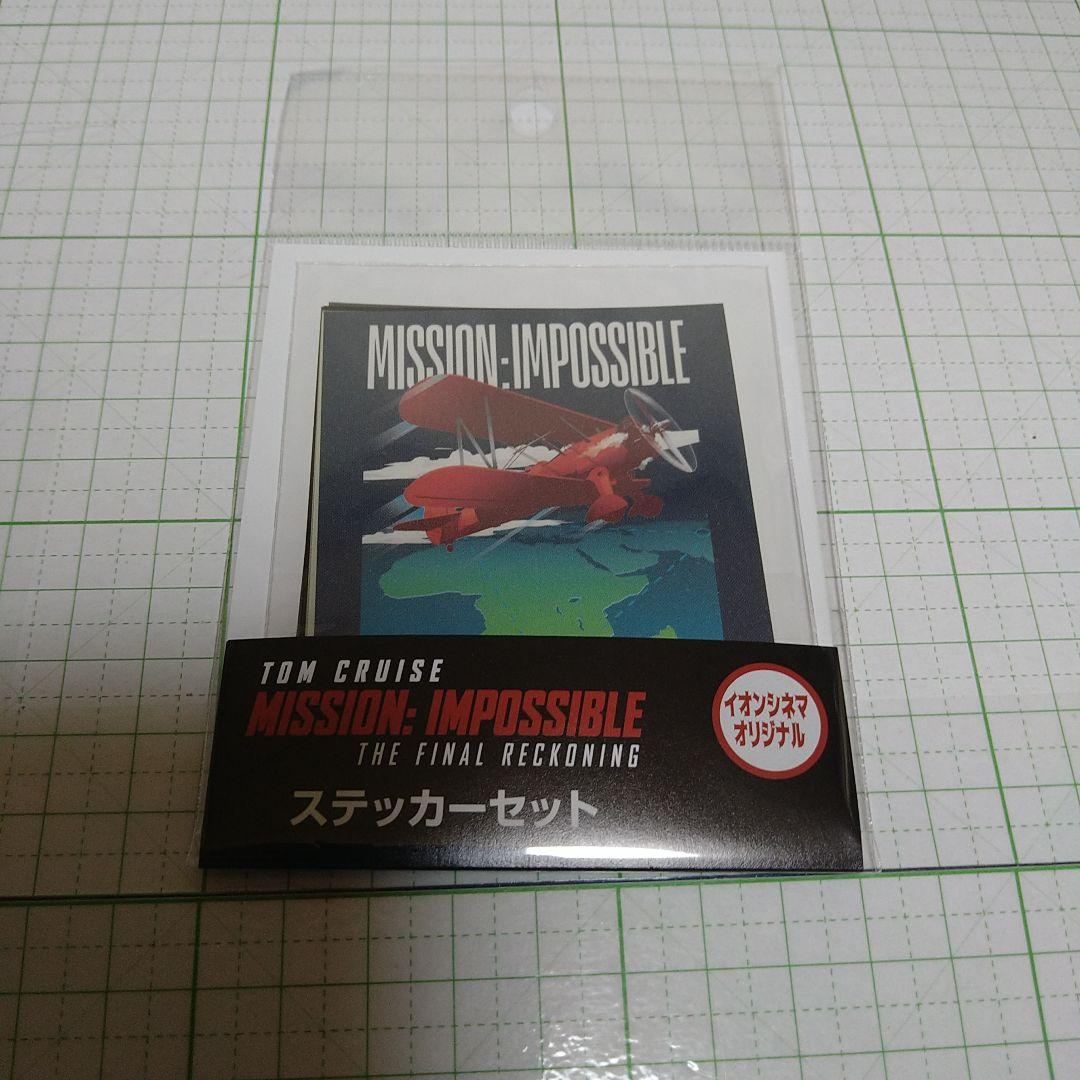 MISSION: IMPOSSIBLE
TOM CRUISE
MISSION: IMPOSSIBLE
THE FINAL RECKONING
ステッカーセット
イオンシネマ
オリジナル